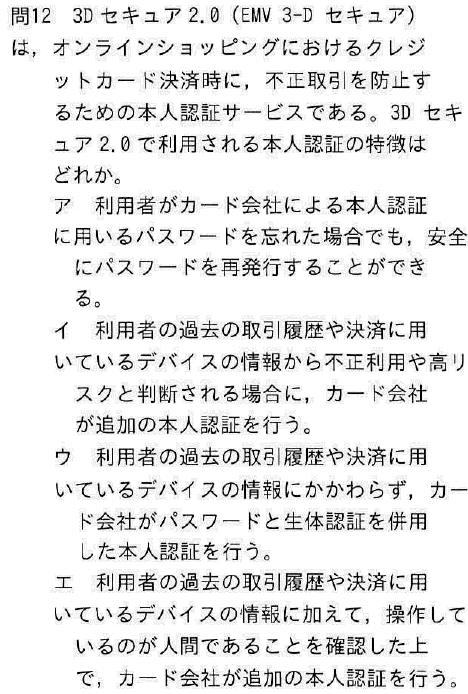 問12　3Dセキュア2.0（EMV 3-D セキュア）
は，オンラインショッピングにおけるクレジ
ットカード決済時に，不正取引を防止す
るための本人認証サービスである。3D セキ
ュア2.0で利用される本人認証の特徴は
どれか。
ア　利用者がカード会社による本人認証
に用いるパスワードを忘れた場合でも，安全
にパスワードを再発行することができ
る。
イ　利用者の過去の取引履歴や決済に用
いているデバイスの情報から不正利用や高リ
スクと判断される場合に，カード会社
が追加の本人認証を行う。
ウ　利用者の過去の取引履歴や決済に用
いているデバイスの情報にかかわらず，カー
ド会社がパスワードと生体認証を併用
した本人認証を行う。
エ　利用者の過去の取引履歴や決済に用
いているデバイスの情報に加えて，操作して
いるのが人間であることを確認した上
で，カード会社が追加の本人認証を行う。